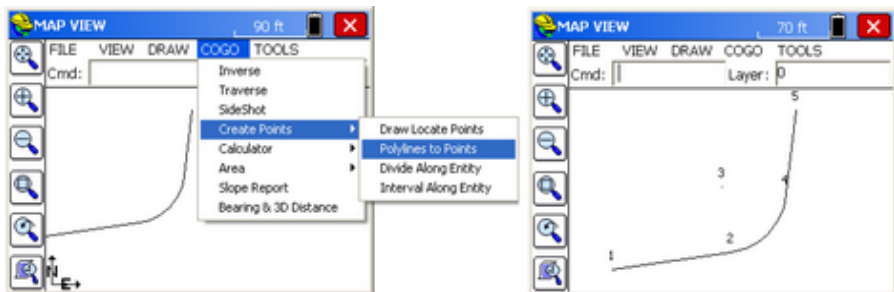 MAP VIEW 90 ft
FILE VIEW DRAW COGO TOOLS
Cmd:
Inverse
Traverse
SideShot
Create Points
Calculator
Area
Slope Report
Bearing & 3D Distance
Draw Locate Points
Polylines to Points
Divide Along Entity
Interval Along Entity
N
E
MAP VIEW 70 ft
FILE VIEW DRAW COGO TOOLS
Cmd: Layer: 0
5
3
4
2
1